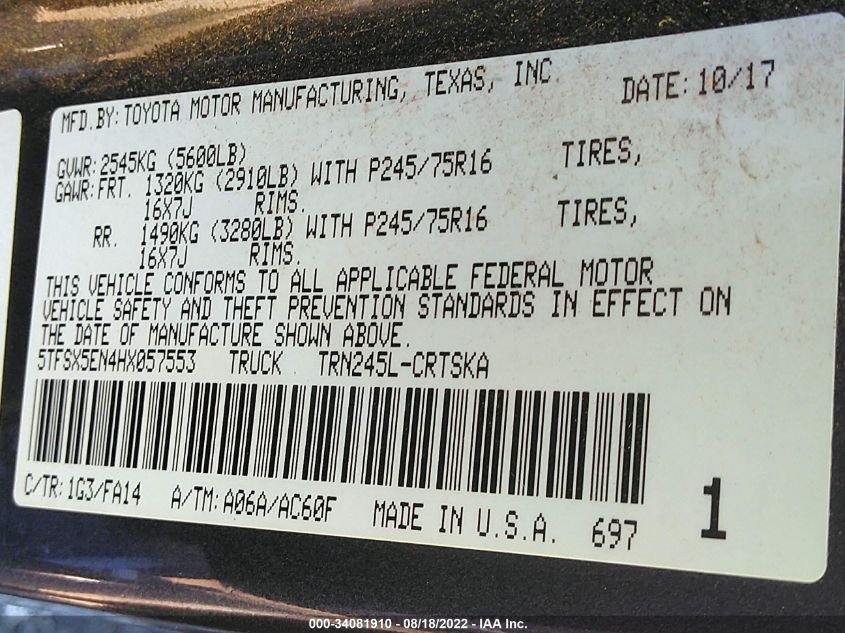 MFD.BY: TOYOTA MOTOR MANUFACTURING, TEXAS, INC. DATE: 10/17
GVWR: 2545KG (5600LB)
GAWR: FRT. 1320KG (2910LB) WITH P245/75R16 TIRES,
16X7J RIMS.
RR. 1490KG (3280LB) WITH P245/75R16 TIRES,
16X7J RIMS.
THIS VEHICLE CONFORMS TO ALL APPLICABLE FEDERAL MOTOR
VEHICLE SAFETY AND THEFT PREVENTION STANDARDS IN EFFECT ON
THE DATE OF MANUFACTURE SHOWN ABOVE.
5TFSX5EN4HX057553 TRUCK TRN245L-CRTSKA
C/TR: 1G3/FA14 A/TM: A06A/AC60F MADE IN U.S.A. 697 1
000-34081910 - 08/18/2022 - IAA Inc.